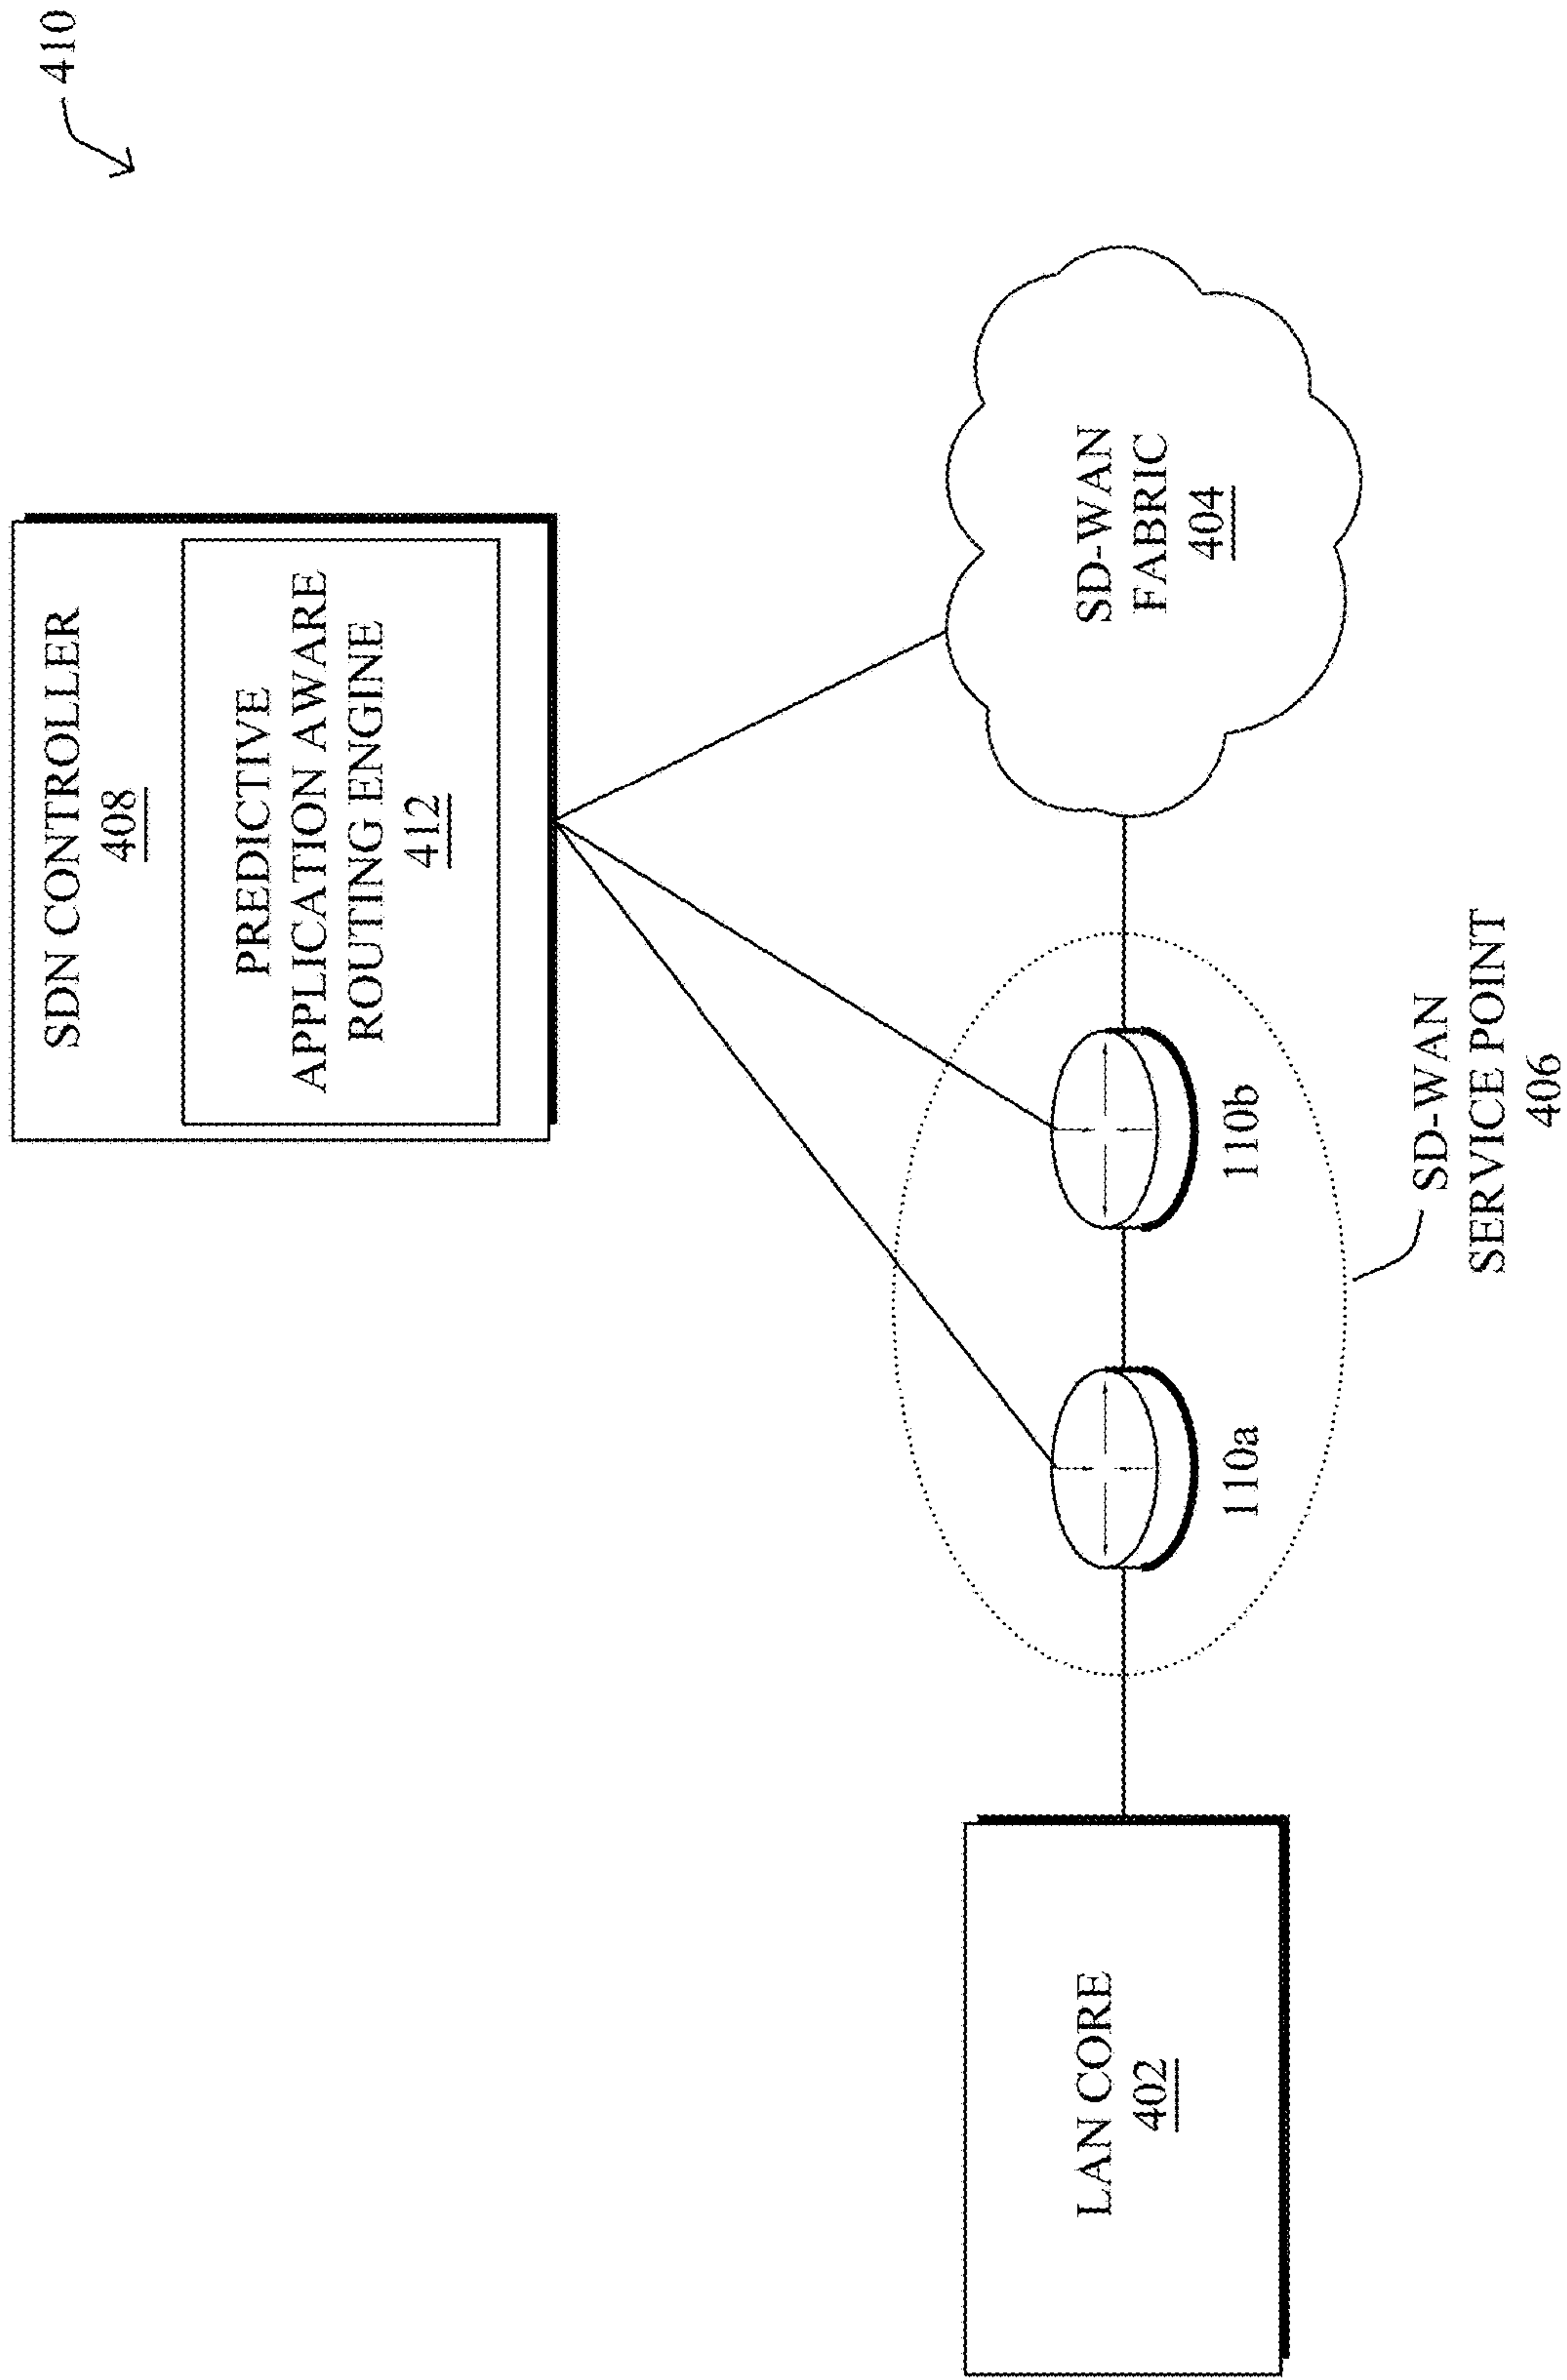 410
SDN CONTROLLER
408
PREDICTIVE
APPLICATION AWARE
ROUTING ENGINE
412
LAN CORE
402
110a
110b
SD-WAN
FABRIC
404
SD-WAN
SERVICE POINT
406